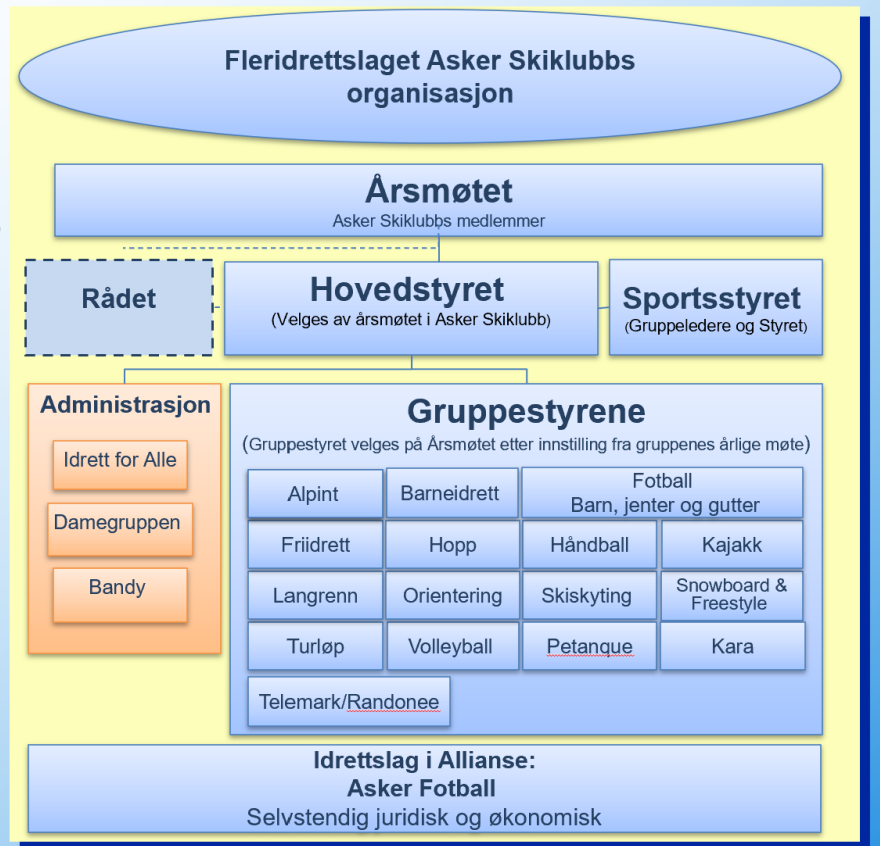 Fleridrettslaget Asker Skiklubbs
organisasjon
Årsmøtet
Asker Skiklubbs medlemmer
Rådet
Hovedstyret
(Velges av årsmøtet i Asker Skiklubb)
Sportsstyret
(Gruppeledere og Styret)
Administrasjon
Idrett for Alle
Damegruppen
Bandy
Gruppestyrene
(Gruppestyret velges på Årsmøtet etter innstilling fra gruppenes årlige møte)
Alpint
Barneidrett
Fotball
Barn, jenter og gutter
Friidrett
Hopp
Håndball
Kajakk
Langrenn
Orientering
Skiskyting
Snowboard &
Freestyle
Turløp
Volleyball
Petanque
Kara
Telemark/Randonee
Idrettslag i Allianse:
Asker Fotball
Selvstendig juridisk og økonomisk